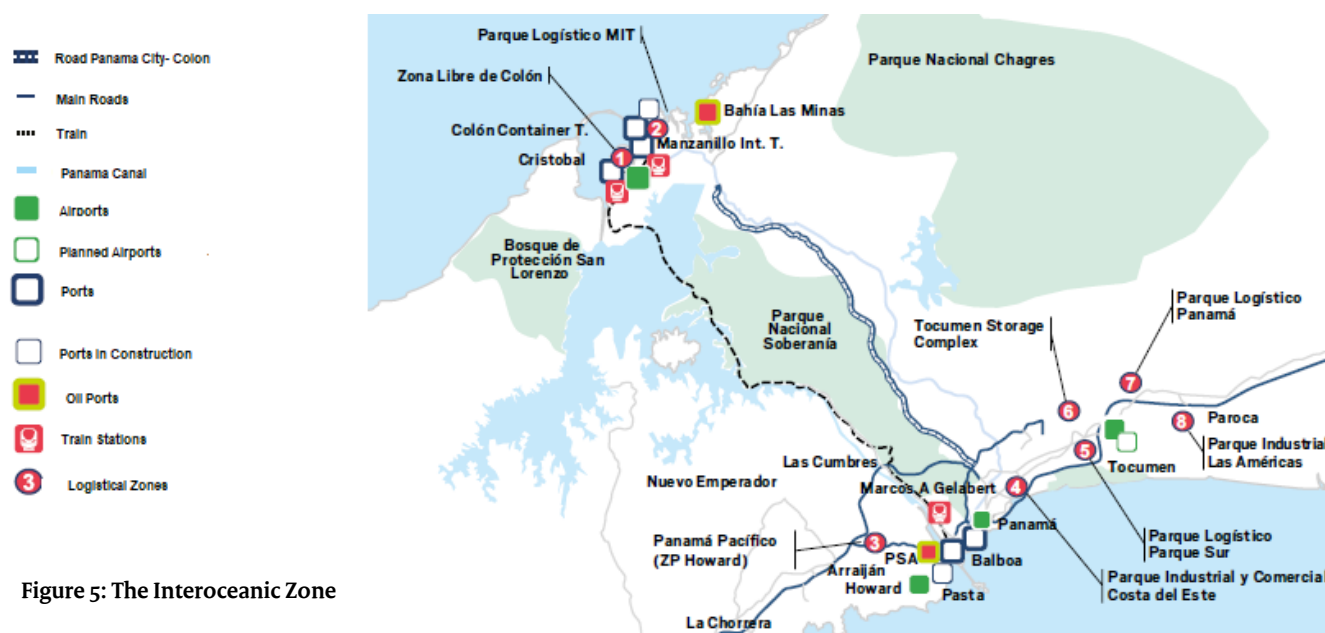 Road Panama City- Colon
Main Roads
Train
Panama Canal
Airports
Planned Airports
Ports
Ports in Construction
Oil Ports
Train Stations
3
Logistical Zones
Figure 5: The Interoceanic Zone
Parque Logístico MIT
Zona Libre de Colón
Parque Nacional Chagres
Bahía Las Minas
Colón Container T.
2
Manzanillo Int. T.
1
Cristobal
Bosque de
Protección San
Lorenzo
Parque
Nacional
Soberanía
Parque Logístico
Panamá
Tocumen Storage
Complex
7
6
8
Paroca
5
Tocumen
Parque Industrial
Las Américas
Las Cumbres
Nuevo Emperador
Marcos.A Gelabert
4
Panamá
Panamá Pacífico
(ZP Howard)
3
PSA
Balboa
Parque Logístico
Parque Sur
Arraiján
Howard
Pasta
Parque Industrial y Comercial
Costa del Este
La Chorrera